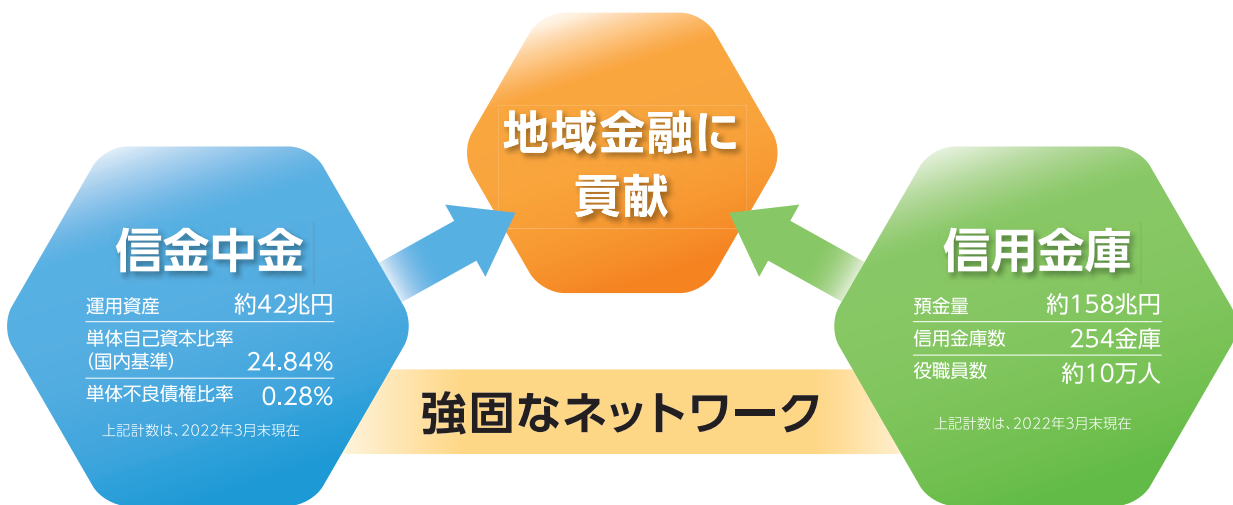 地域金融に
貢献
信金中金
運用資産 約42兆円
単体自己資本比率
(国内基準) 24.84%
単体不良債権比率 0.28%
上記計数は、2022年3月末現在
信用金庫
預金量 約158兆円
信用金庫数 254金庫
役職員数 約10万人
上記計数は、2022年3月末現在
強固なネットワーク